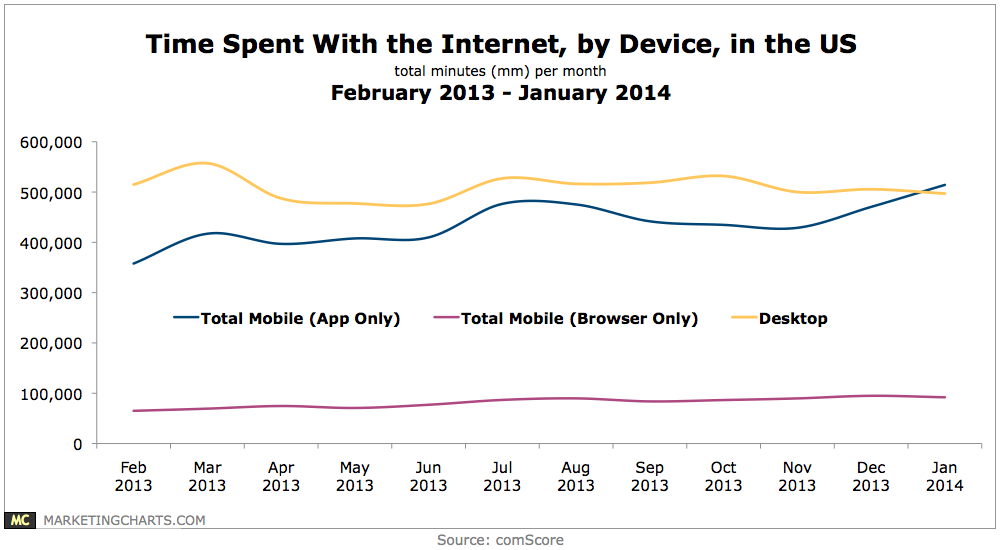 Time Spent With the Internet, by Device, in the US
total minutes (mm) per month
February 2013 - January 2014
600,000
500,000
400,000
300,000
Total Mobile (App Only) Total Mobile (Browser Only) Desktop
200,000
100,000
0
Feb Mar Apr May Jun Jul Aug Sep Oct Nov Dec Jan
2013 2013 2013 2013 2013 2013 2013 2013 2013 2013 2013 2014
MC MARKETINGCHARTS.COM
Source: comScore